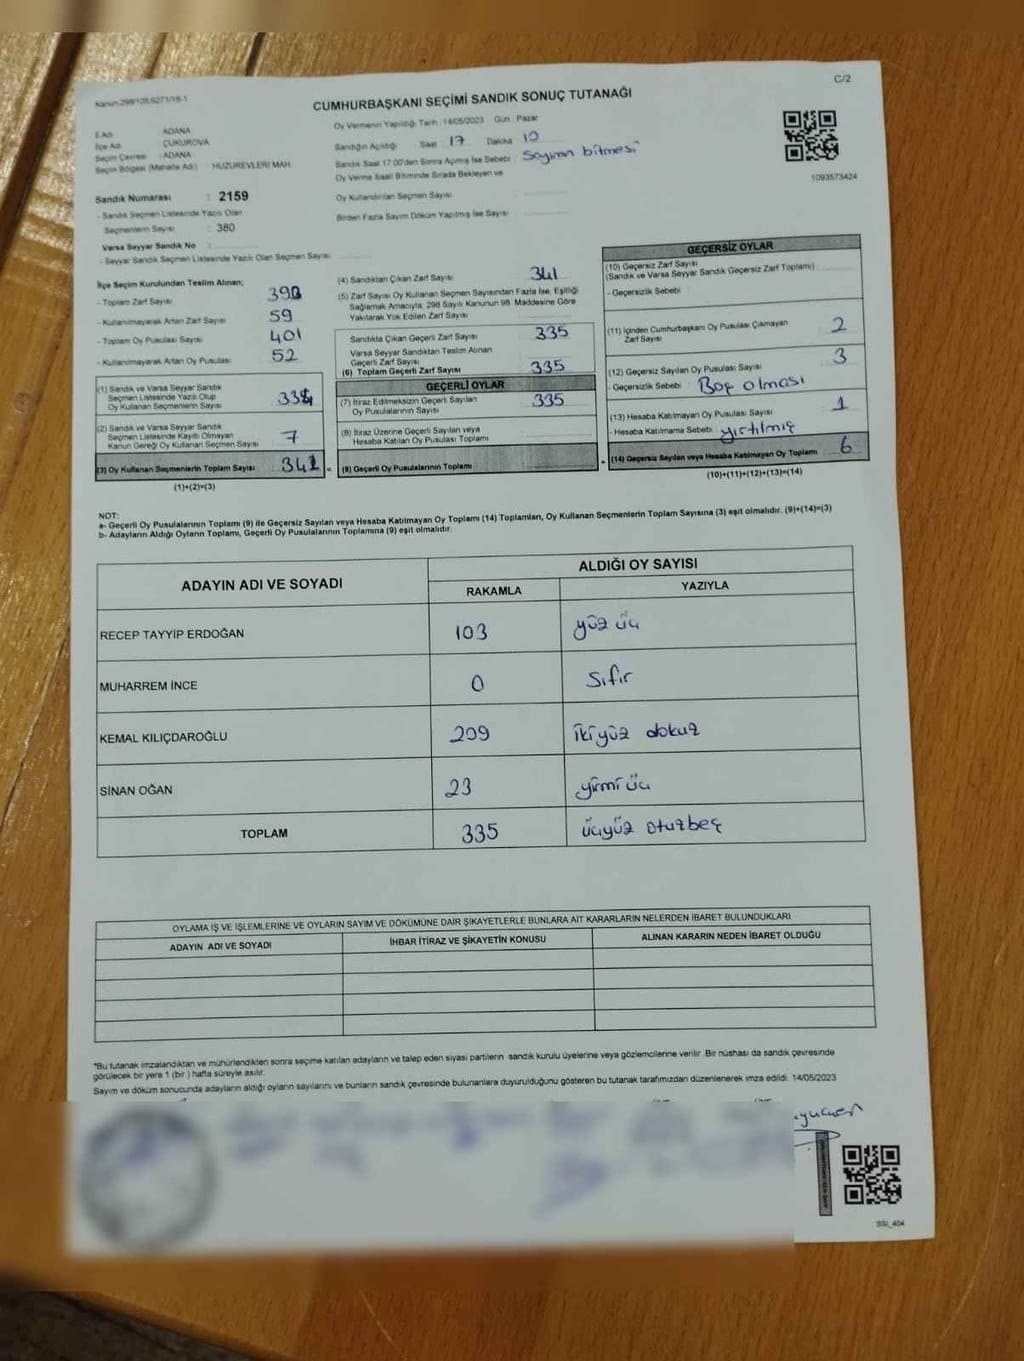 Kanun:298/105;6271/18-1
C/2
CUMHURBAŞKANI SEÇİMİ SANDIK SONUÇ TUTANAĞI
İl Adı : ADANA
İlçe Adı : ÇUKUROVA
Seçim Çevresi : ADANA
Seçim Bölgesi (Mahalle Adı) : HUZUREVLERİ MAH
Sandık Numarası : 2159
- Sandık Seçmen Listesinde Yazılı Olan
Seçmenlerin Sayısı : 380
Varsa Seyyar Sandık No :
- Seyyar Sandık Seçmen Listesinde Yazılı Olan Seçmen Sayısı:
Oy Vermenin Yapıldığı Tarih : 14/05/2023 Gün : Pazar
Sandığın Açıldığı Saat 17 Dakika 10
Sandık Saat 17:00'den Sonra Açılmış İse Sebebi Sayımın bitmesi
Oy Verme Saati Bitiminde Sırada Bekleyen ve
Oy Kullandırılan Seçmen Sayısı
Birden Fazla Sayım Döküm Yapılmış İse Sayısı
1093573424
İlçe Seçim Kurulundan Teslim Alınan;
- Toplam Zarf Sayısı
- Kullanılmayarak Artan Zarf Sayısı 59
- Toplam Oy Pusulası Sayısı 401
- Kullanılmayarak Artan Oy Pusulası 52
(1) Sandık ve Varsa Seyyar Sandık
Seçmen Listesinde Yazılı Olup
Oy Kullanan Seçmenlerin Sayısı
(2) Sandık ve Varsa Seyyar Sandık
Seçmen Listesinde Kayıtlı Olmayan
Kanun Gereği Oy Kullanan Seçmen Sayısı 7
(3) Oy Kullanan Seçmenlerin Toplam Sayısı 341 =
(1)+(2)=(3)
(4) Sandıktan Çıkan Zarf Sayısı 341
(5) Zarf Sayısı Oy Kullanan Seçmen Sayısından Fazla İse, Eşitliği
Sağlamak Amacıyla, 298 Sayılı Kanunun 98. Maddesine Göre
Yakılarak Yok Edilen Zarf Sayısı
Sandıkta Çıkan Geçerli Zarf Sayısı 335
Varsa Seyyar Sandıktan Teslim Alınan
Geçerli Zarf Sayısı
(6) Toplam Geçerli Zarf Sayısı 335
GEÇERLİ OYLAR
(7) İtiraz Edilmeksizin Geçerli Sayılan
Oy Pusulalarının Sayısı 335
(8) İtiraz Üzerine Geçerli Sayılan veya
Hesaba Katılan Oy Pusulası Toplamı
(9) Geçerli Oy Pusulalarının Toplamı +
GEÇERSİZ OYLAR
(10) Geçersiz Zarf Sayısı
(Sandık ve Varsa Seyyar Sandık Geçersiz Zarf Toplamı)
- Geçersizlik Sebebi :
(11) İçinden Cumhurbaşkanı Oy Pusulası Çıkmayan
Zarf Sayısı 2
(12) Geçersiz Sayılan Oy Pusulası Sayısı 3
- Geçersizlik Sebebi : Boş olması
(13) Hesaba Katılmayan Oy Pusulası Sayısı 1
- Hesaba Katılmama Sebebi : yırtılmış
(14) Geçersiz Sayılan veya Hesaba Katılmayan Oy Toplamı 6
(10)+(11)+(12)+(13)=(14)
NOT:
a- Geçerli Oy Pusulalarının Toplamı (9) ile Geçersiz Sayılan veya Hesaba Katılmayan Oy Toplamı (14) Toplamları, Oy Kullanan Seçmenlerin Toplam Sayısına (3) eşit olmalıdır. (9)+(14)=(3)
b- Adayların Aldığı Oyların Toplamı, Geçerli Oy Pusulalarının Toplamına (9) eşit olmalıdır.
ADAYIN ADI VE SOYADI
ALDIĞI OY SAYISI
RAKAMLA YAZIYLA
RECEP TAYYİP ERDOĞAN 103 yüz üç
MUHARREM İNCE 0 Sıfır
KEMAL KILIÇDAROĞLU 209 ikiyüz dokuz
SİNAN OĞAN 23 yirmi üç
TOPLAM 335 üçyüz otuzbeş
OYLAMA İŞ VE İŞLEMLERİNE VE OYLARIN SAYIM VE DÖKÜMÜNE DAİR ŞİKAYETLERLE BUNLARA AİT KARARLARIN NELERDEN İBARET BULUNDUKLARI
ADAYIN ADI VE SOYADI İHBAR İTİRAZ VE ŞİKAYETİN KONUSU ALINAN KARARIN NEDEN İBARET OLDUĞU
*Bu tutanak imzalandıktan ve mühürlendikten sonra seçime katılan adayların ve talep eden siyasi partilerin sandık kurulu üyelerine veya gözlemcilerine verilir. Bir nüshası da sandık çevresinde
görülecek bir yere 1 (bir) hafta süreyle asılır.
Sayım ve döküm sonucunda adayların aldığı oyların sayılarını ve bunların sandık çevresinde bulunanlara duyurulduğunu gösteren bu tutanak tarafımızdan düzenlenerek imza edildi. 14/05/2023
SSI_404